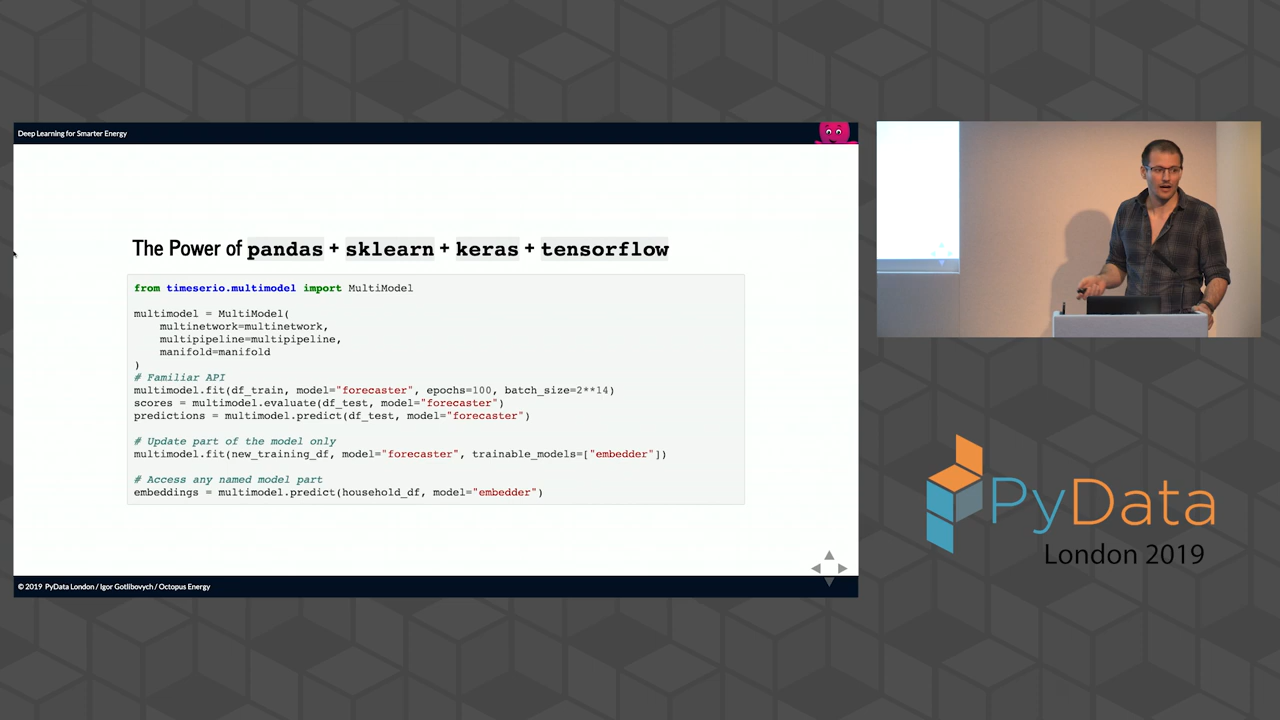 Deep Learning for Smarter Energy
The Power of pandas + sklearn + keras + tensorflow
from timeserio.multimodel import MultiModel
multimodel = MultiModel(
    multinetwork=multinetwork,
    multipipeline=multipipeline,
    manifold=manifold
)
# Familiar API
multimodel.fit(df_train, model="forecaster", epochs=100, batch_size=2**14)
scores = multimodel.evaluate(df_test, model="forecaster")
predictions = multimodel.predict(df_test, model="forecaster")
# Update part of the model only
multimodel.fit(new_training_df, model="forecaster", trainable_models=["embedder"])
# Access any named model part
embeddings = multimodel.predict(household_df, model="embedder")
© 2019 PyData London / Igor Gotlibovych / Octopus Energy
PyData
London 2019